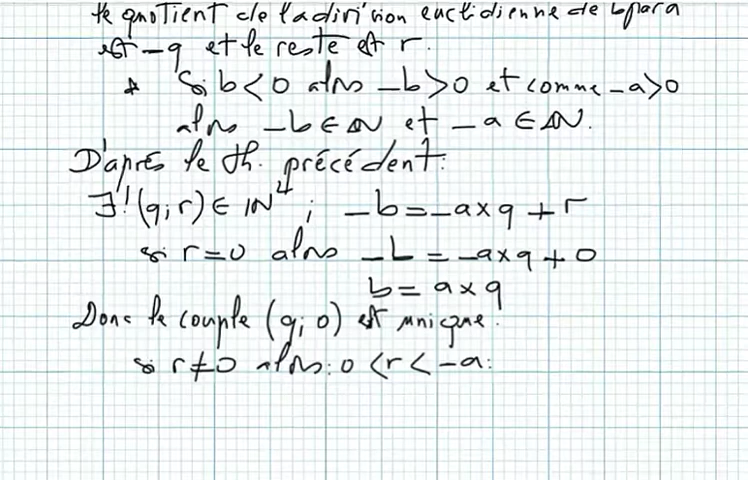 le quotient de la division euclidienne de b par a
est -q et le reste est r.
* Si b < 0 alors -b > 0 et comme -a > 0
alors -b ∈ ℕ et -a ∈ ℕ.
D'après le th. précédent:
∃! (q;r) ∈ ℕ² ; -b = -a × q + r
si r = 0 alors -b = -a × q + 0
b = a × q
Donc le couple (q; 0) est unique.
si r ≠ 0 alors: 0 < r < -a: